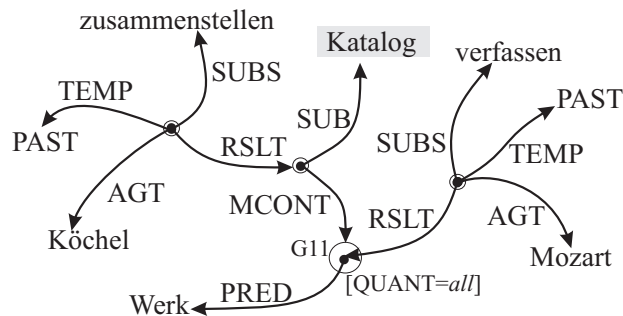 zusammenstellen
Katalog
verfassen
SUBS
TEMP
PAST
PAST
SUB
RSLT
SUBS
TEMP
AGT
MCONT
RSLT
AGT
Köchel
G11
Mozart
[QUANT=all]
Werk
PRED